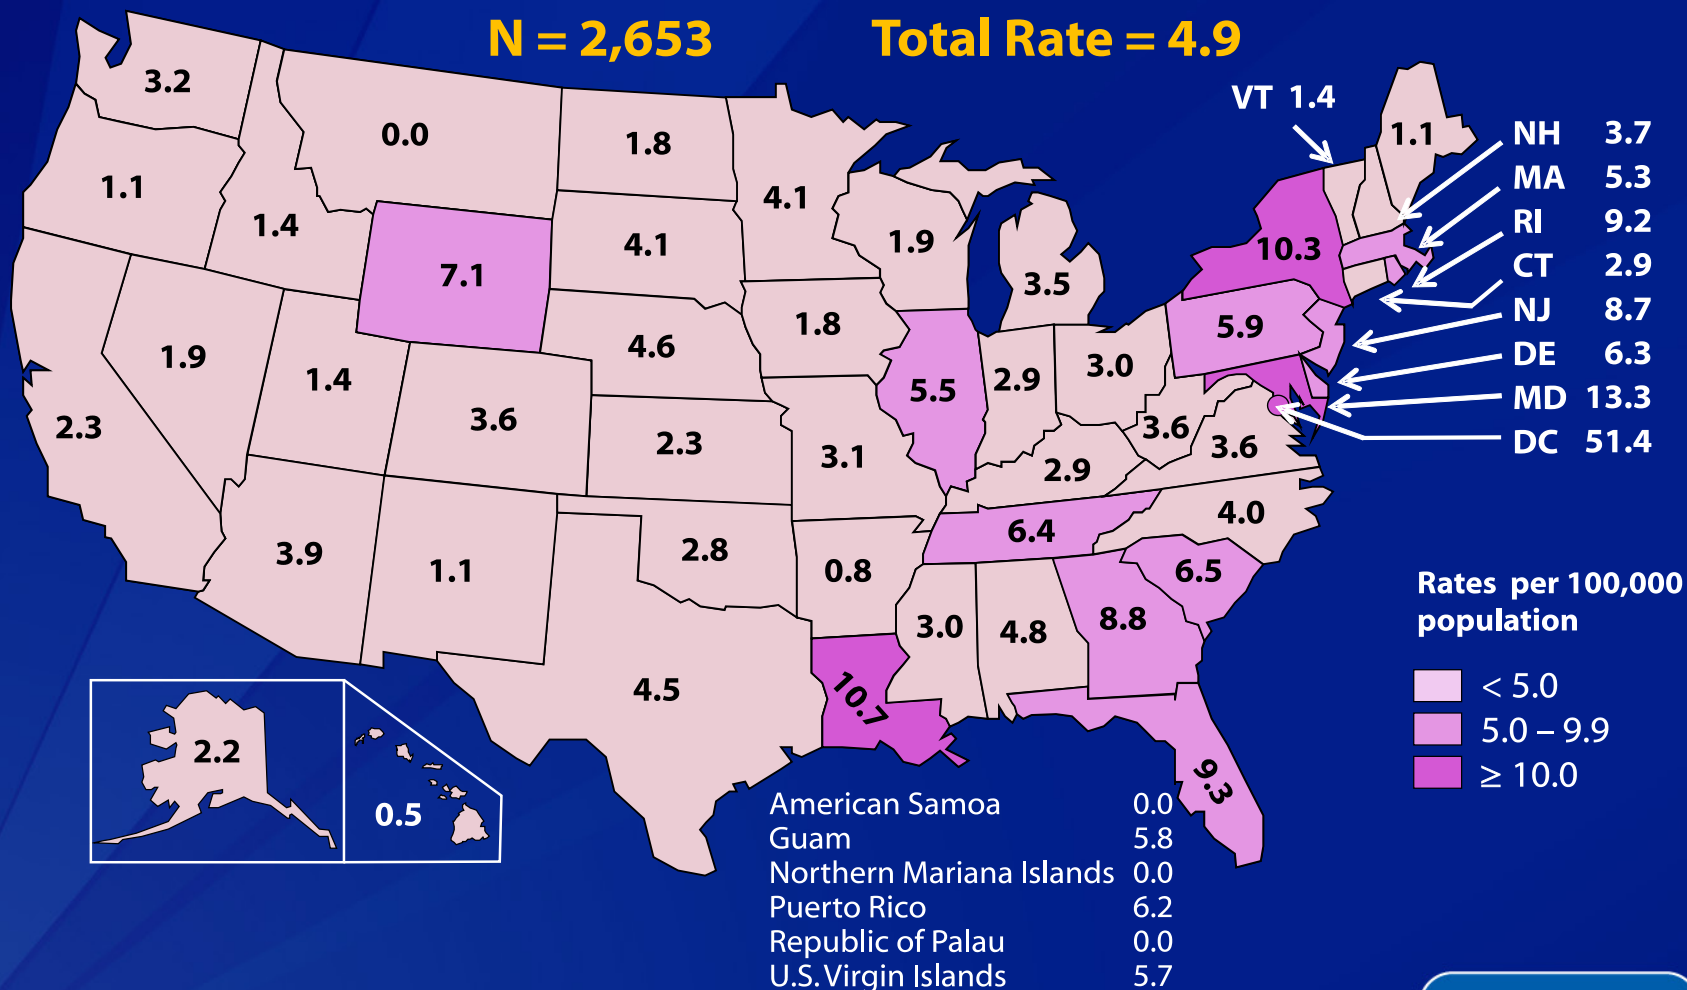 N = 2,653 Total Rate = 4.9
VT 1.4
3.2
0.0
1.8
4.1
1.1
NH 3.7
MA 5.3
RI 9.2
CT 2.9
NJ 8.7
DE 6.3
MD 13.3
DC 51.4
1.1
1.4
7.1
4.1
1.9
3.5
10.3
1.9
1.4
3.6
4.6
1.8
5.5
2.9
3.0
5.9
2.3
2.3
3.1
2.9
3.6
3.6
3.9
1.1
2.8
0.8
6.4
4.0
6.5
4.5
10.7
3.0
4.8
8.8
9.3
2.2
0.5
Rates per 100,000
population
< 5.0
5.0 – 9.9
≥ 10.0
American Samoa 0.0
Guam 5.8
Northern Mariana Islands 0.0
Puerto Rico 6.2
Republic of Palau 0.0
U.S. Virgin Islands 5.7